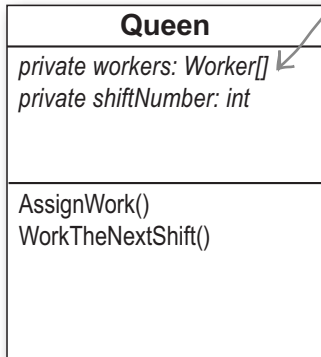 Queen
private workers: Worker[]
private shiftNumber: int
AssignWork()
WorkTheNextShift()